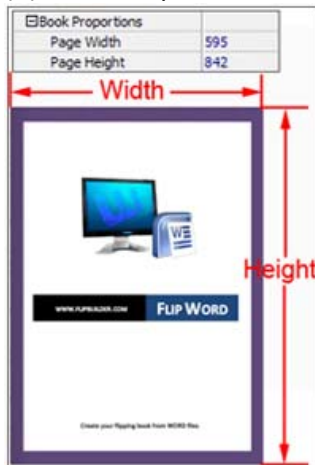 Book Proportions
Page Width 595
Page Height 842
Width
Height
WWW.FLIPBUILDER.COM FLIP WORD
Create your flipping book from WORD files.